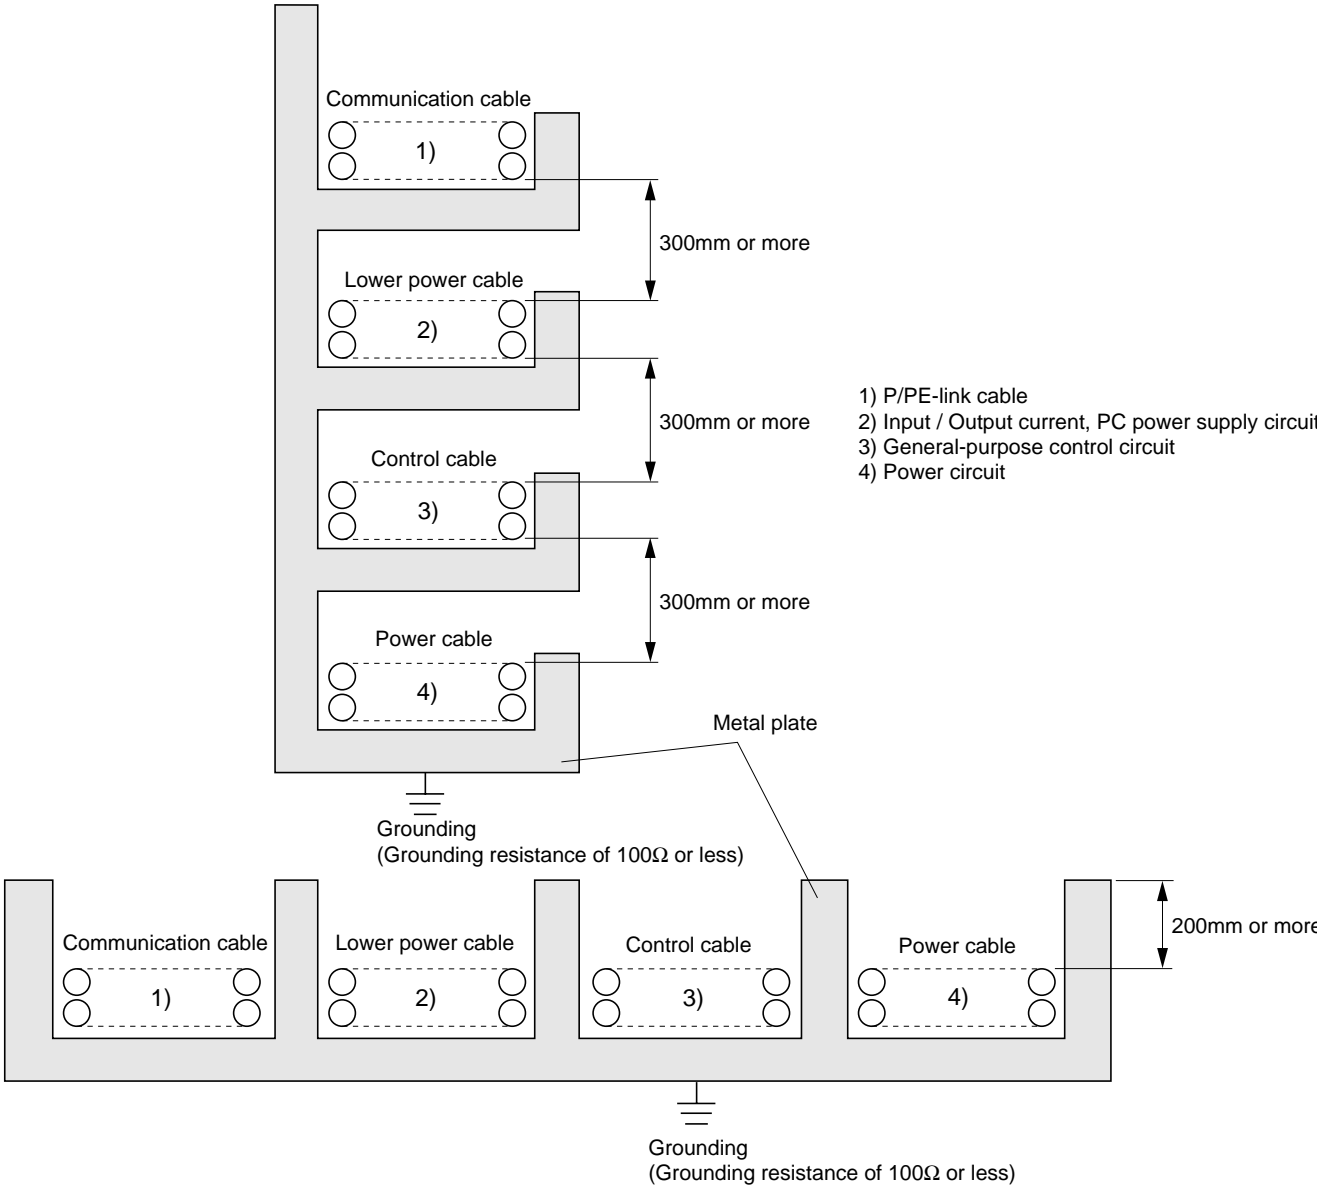 Communication cable
1)
300mm or more
Lower power cable
2)
300mm or more
1) P/PE-link cable
2) Input / Output current, PC power supply circuit
3) General-purpose control circuit
4) Power circuit
Control cable
3)
300mm or more
Power cable
4)
Metal plate
Grounding
(Grounding resistance of 100Ω or less)
Communication cable
Lower power cable
Control cable
Power cable
200mm or more
1)
2)
3)
4)
Grounding
(Grounding resistance of 100Ω or less)